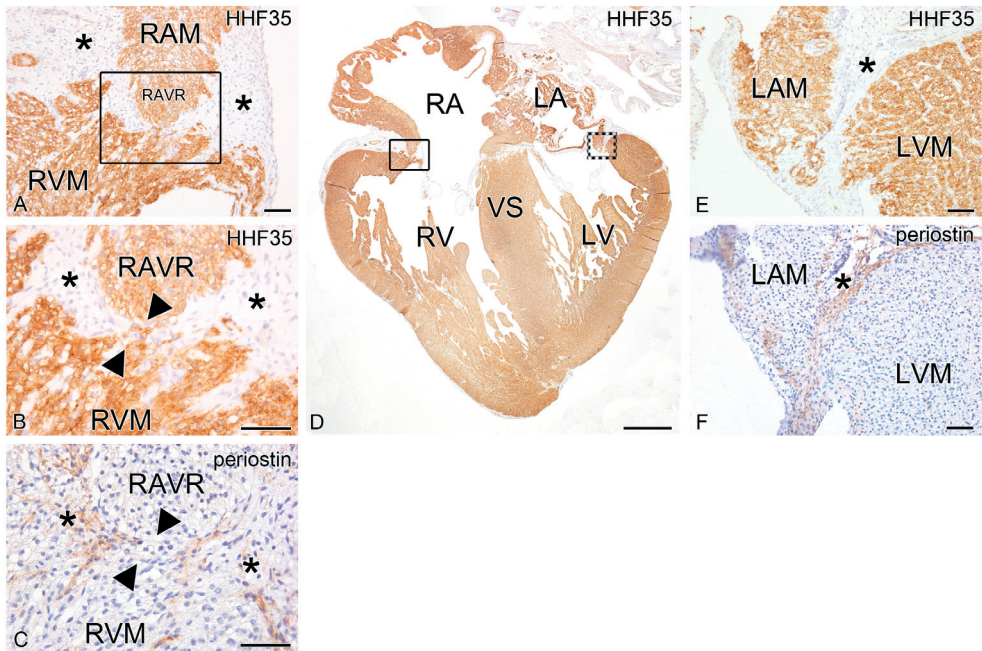 HHF35
*
RAM
RAVR
*
RVM
A
HHF35
*
RAVR
*
RVM
B
periostin
RAVR
*
*
RVM
C
HHF35
RA
LA
VS
RV
LV
D
HHF35
*
LAM
LVM
E
periostin
LAM
*
LVM
F